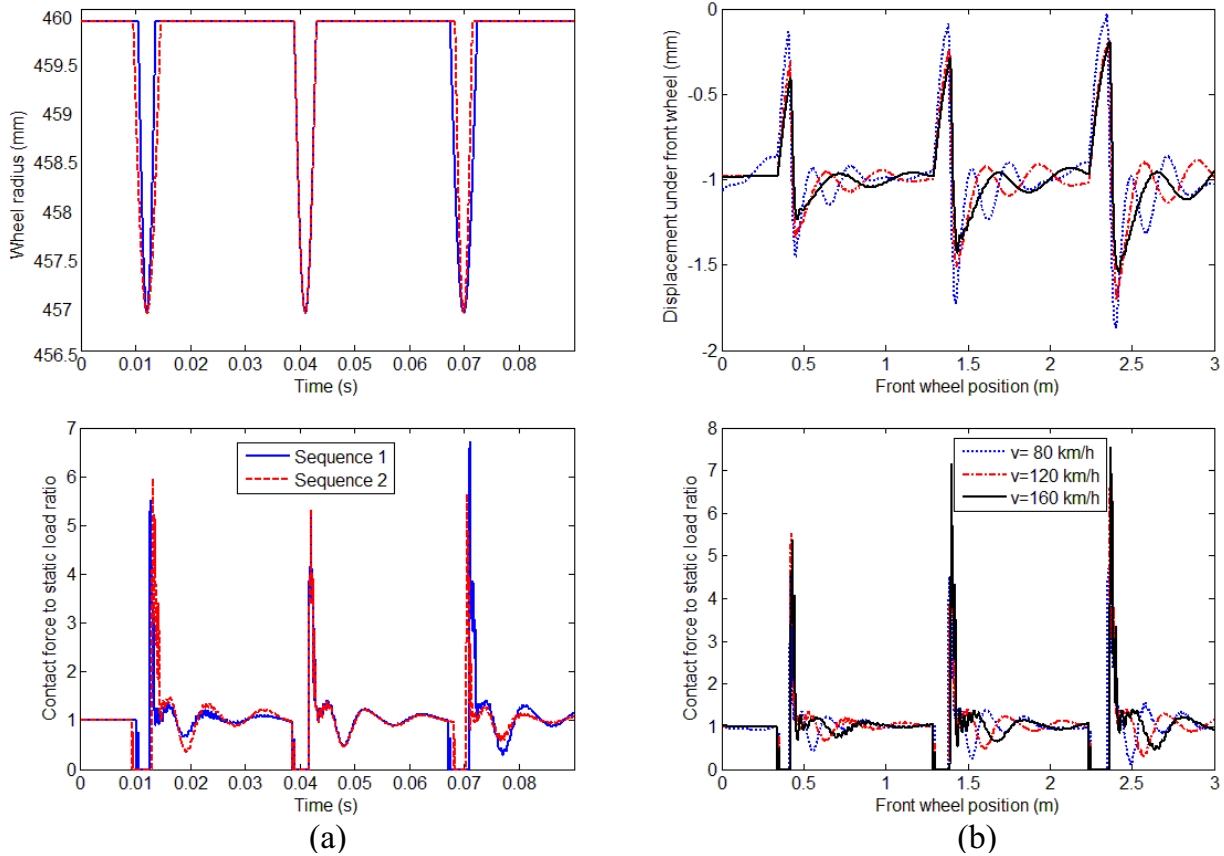 460
459.5
459
458.5
458
457.5
457
456.5
Wheel radius (mm)
0 0.01 0.02 0.03 0.04 0.05 0.06 0.07 0.08
Time (s)
0
-0.5
-1
-1.5
-2
Displacement under front wheel (mm)
0 0.5 1 1.5 2 2.5 3
Front wheel position (m)
7
6
5
4
3
2
1
0
Contact force to static load ratio
Sequence 1
Sequence 2
0 0.01 0.02 0.03 0.04 0.05 0.06 0.07 0.08
Time (s)
(a)
8
7
6
5
4
3
2
1
0
Contact force to static load ratio
v= 80 km/h
v=120 km/h
v=160 km/h
0 0.5 1 1.5 2 2.5 3
Front wheel position (m)
(b)